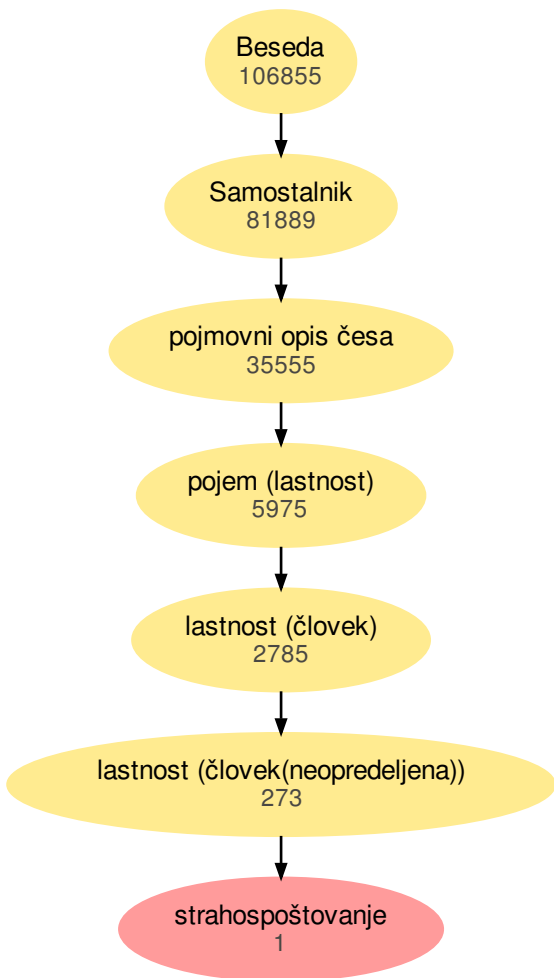 Beseda
106855
Samostalnik
81889
pojmovni opis česa
35555
pojem (lastnost)
5975
lastnost (človek)
2785
lastnost (človek(neopredeljena))
273
strahospoštovanje
1